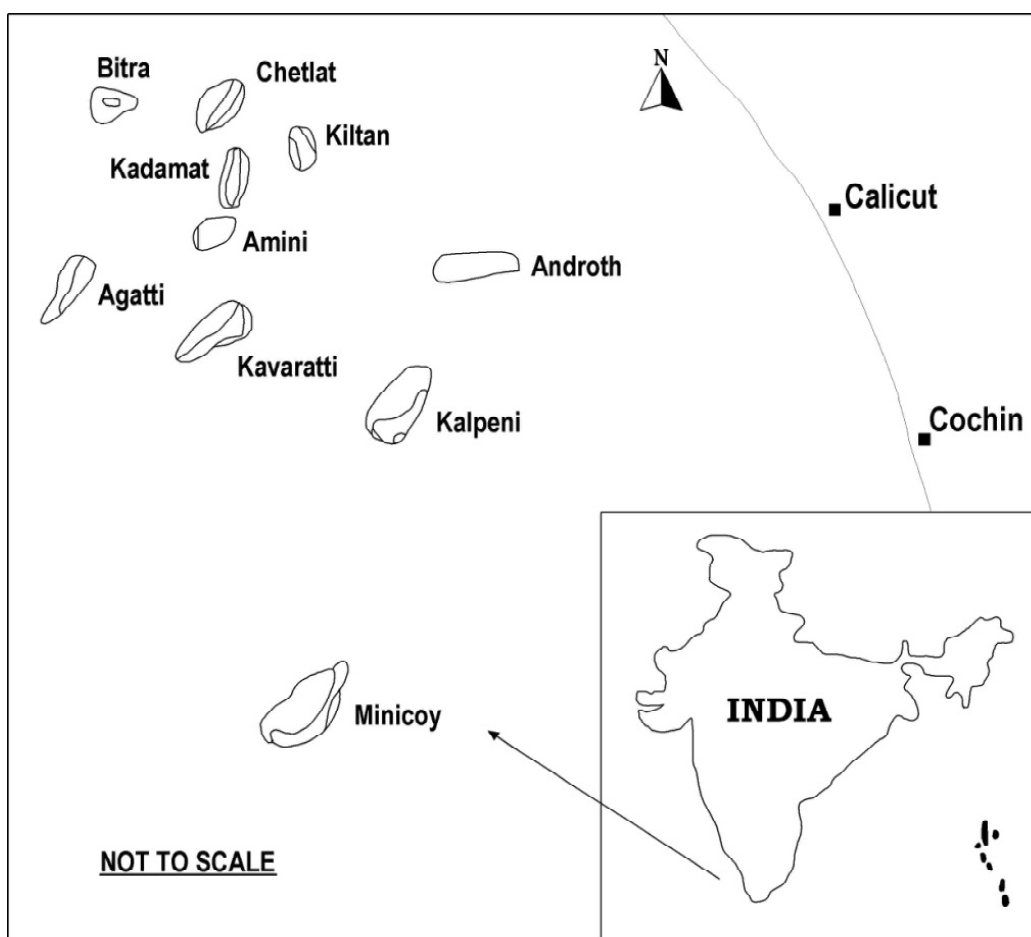 Bitra
Chetlat
N
Kiltan
Kadamat
Calicut
Amini
Androth
Agatti
Kavaratti
Kalpeni
Cochin
INDIA
Minicoy
NOT TO SCALE